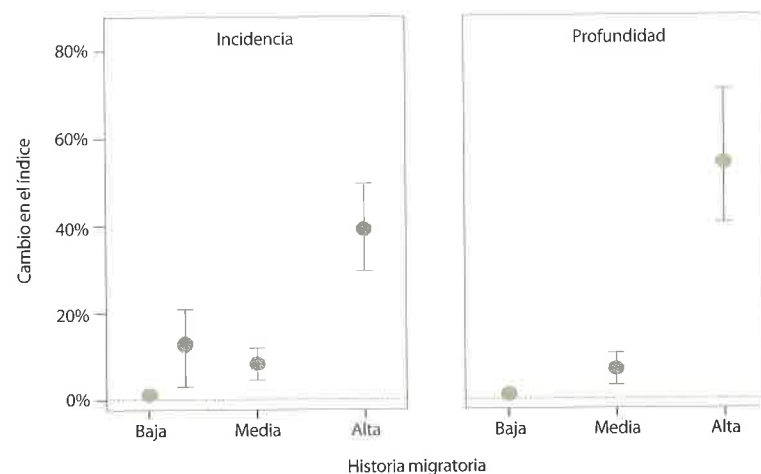 Incidencia
Profundidad
Cambio en el índice
80%
60%
40%
20%
0%
Baja
Media
Alta
Baja
Media
Alta
Historia migratoria